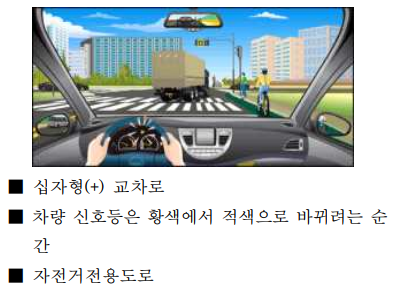 ■ 십자형(+) 교차로
■ 차량 신호등은 황색에서 적색으로 바뀌려는 순
간
■ 자전거전용도로